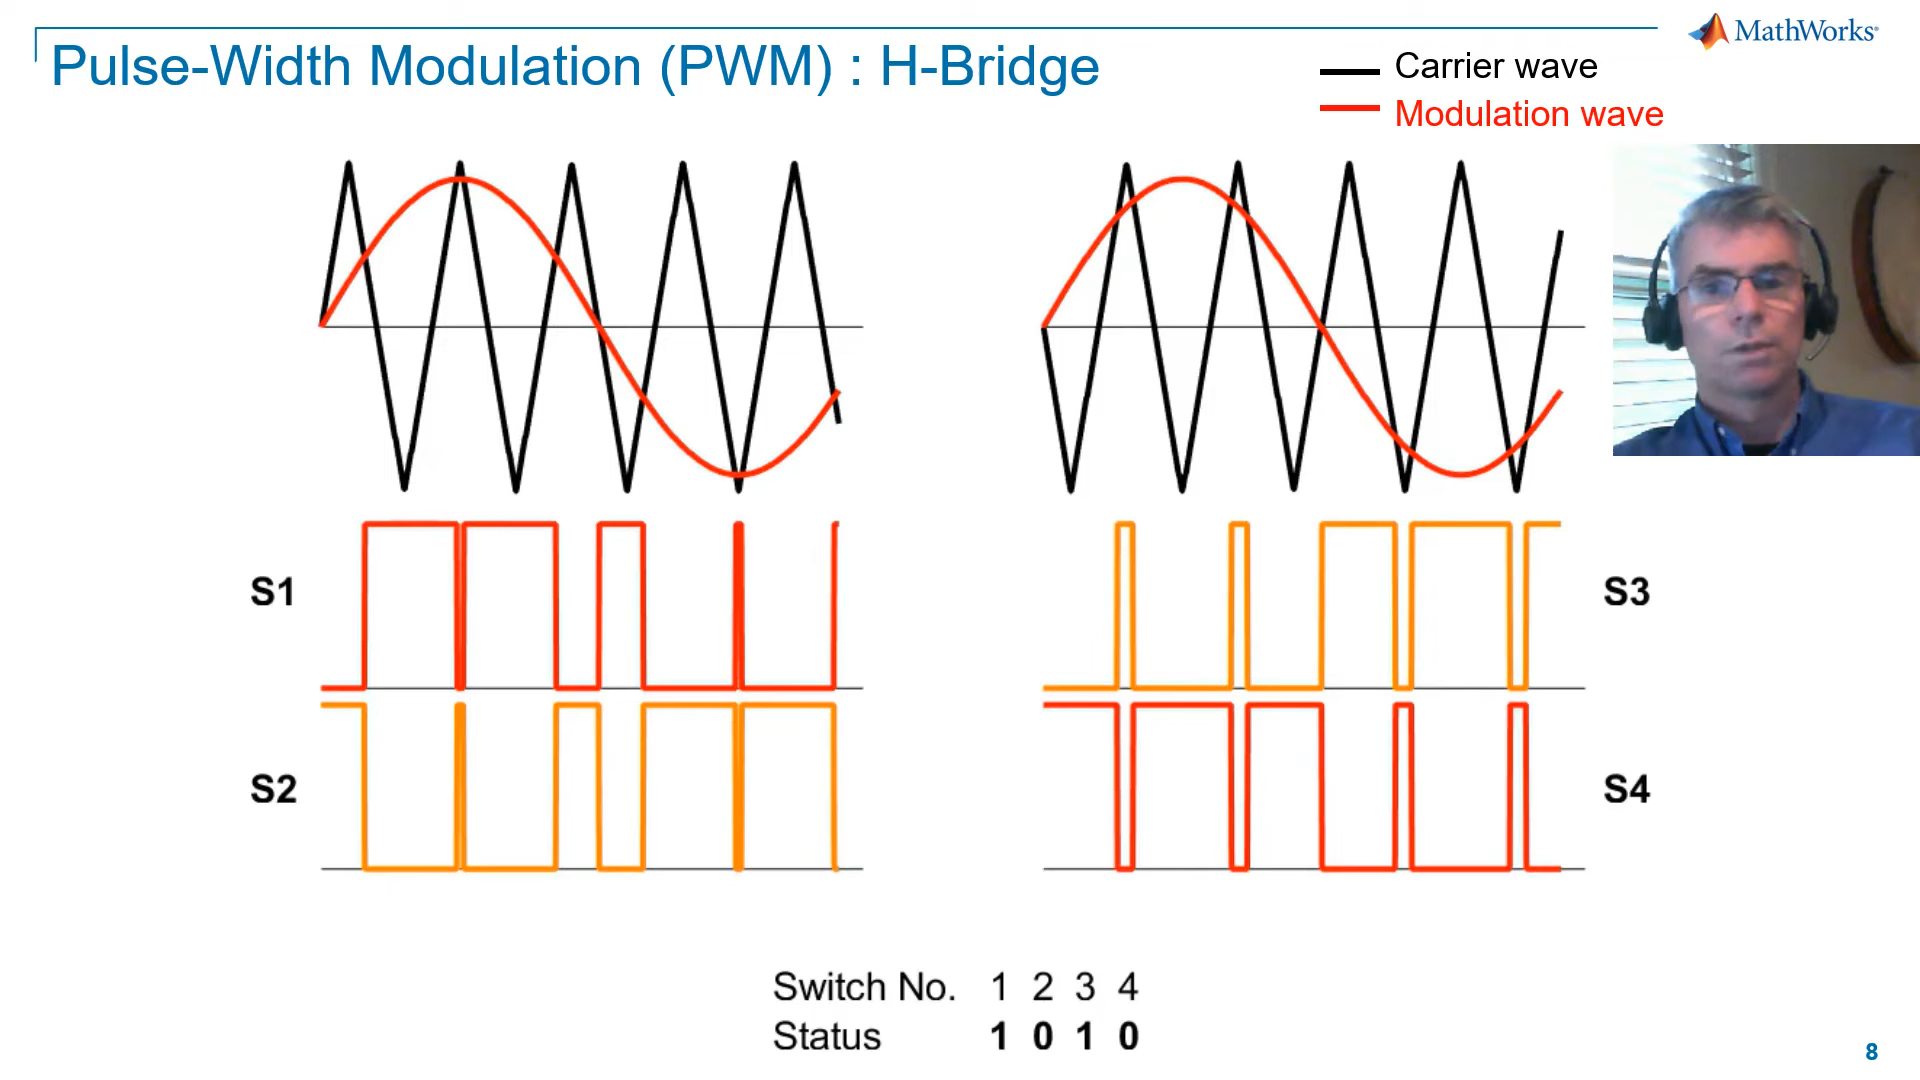 Pulse-Width Modulation (PWM) : H-Bridge
MathWorks®
Carrier wave
Modulation wave
S1
S3
S2
S4
Switch No. 1 2 3 4
Status 1 0 1 0
8